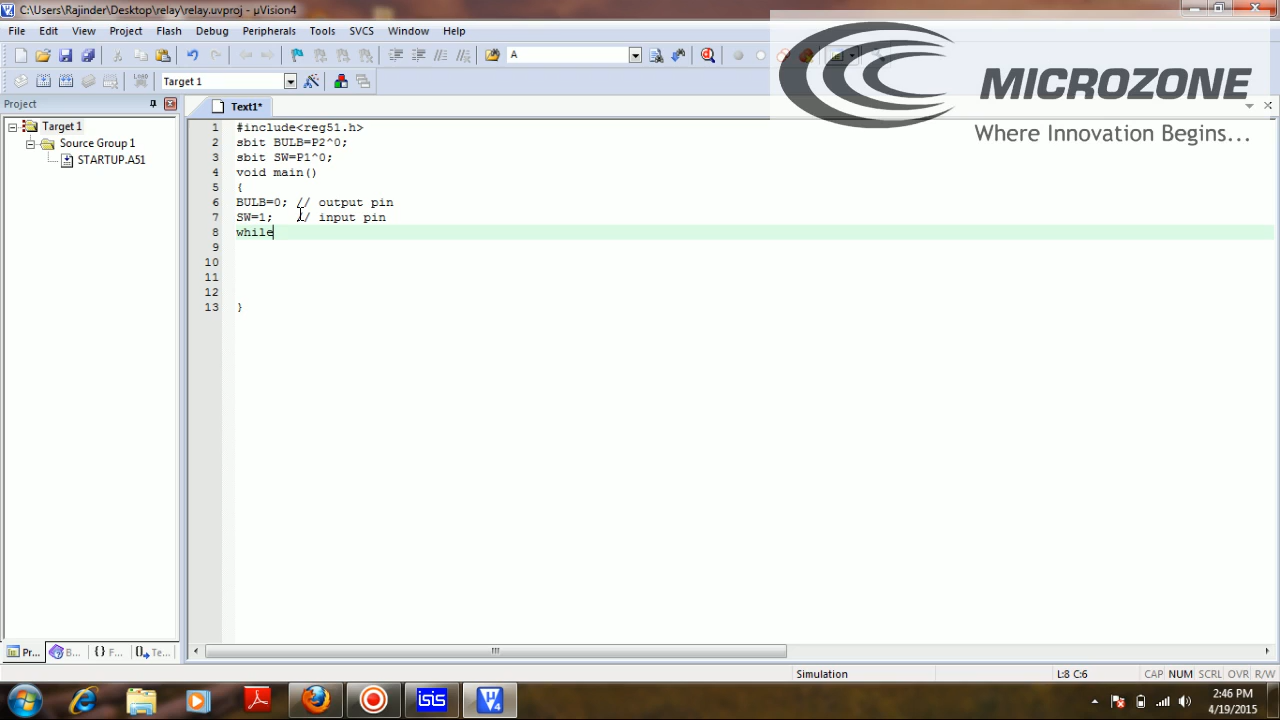 C:\Users\Rajinder\Desktop\relay\relay.uvproj - µVision4
File Edit View Project Flash Debug Peripherals Tools SVCS Window Help
A
Target 1
MICROZONE
Where Innovation Begins...
Project
Text1*
Target 1
Source Group 1
STARTUP.A51
1 #include<reg51.h>
2 sbit BULB=P2^0;
3 sbit SW=P1^0;
4 void main()
5 {
6 BULB=0; // output pin
7 SW=1; // input pin
8 while
9
10
11
12
13 }
Pr... B... {} F... Te...
Simulation L:8 C:6 CAP NUM SCRL OVR R/W
isis
2:46 PM
4/19/2015